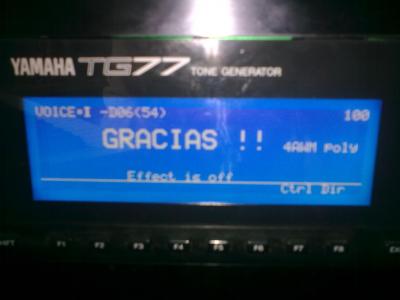 YAMAHA TG77 TONE GENERATOR
VOICE•I -D06(54) 100
GRACIAS !! 4AWM Poly
Effect is off
Ctrl Dir
F1 F2 F3 F4 F5 F6 F7 F8